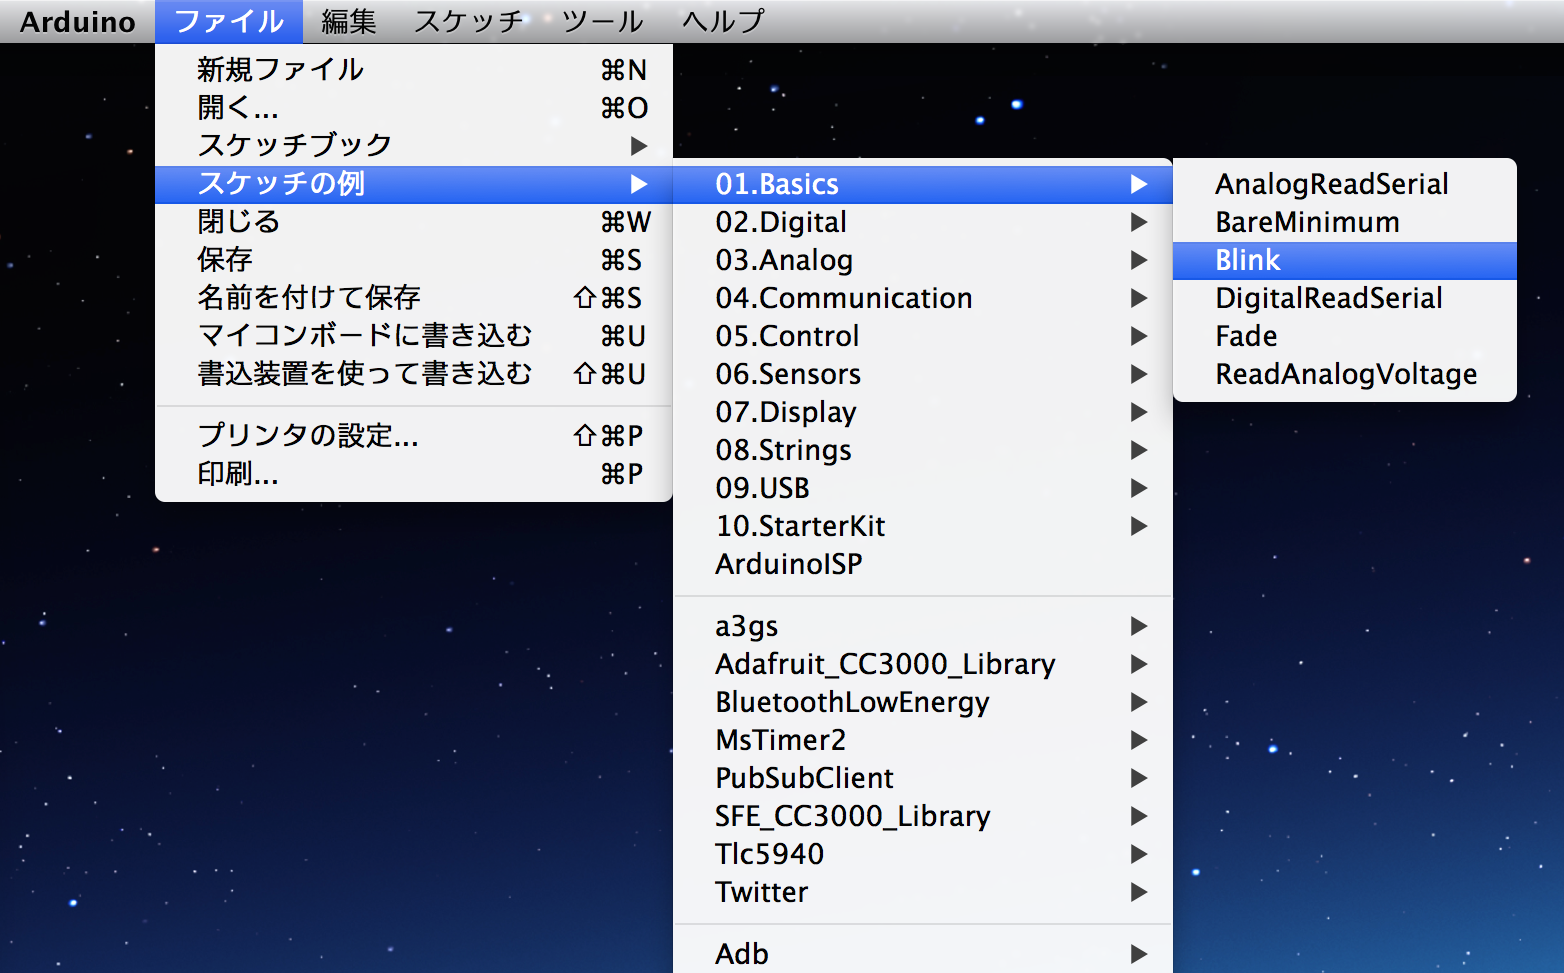 Arduino ファイル 編集 スケッチ ツール ヘルプ
新規ファイル ⌘N
開く... ⌘O
スケッチブック ▶
スケッチの例 ▶
閉じる ⌘W
保存 ⌘S
名前を付けて保存 ⇧⌘S
マイコンボードに書き込む ⌘U
書込装置を使って書き込む ⇧⌘U
プリンタの設定... ⇧⌘P
印刷... ⌘P
01.Basics ▶
02.Digital ▶
03.Analog ▶
04.Communication ▶
05.Control ▶
06.Sensors ▶
07.Display ▶
08.Strings ▶
09.USB ▶
10.StarterKit ▶
ArduinoISP
a3gs ▶
Adafruit_CC3000_Library ▶
BluetoothLowEnergy ▶
MsTimer2 ▶
PubSubClient ▶
SFE_CC3000_Library ▶
Tlc5940 ▶
Twitter ▶
Adb ▶
AnalogReadSerial
BareMinimum
Blink
DigitalReadSerial
Fade
ReadAnalogVoltage